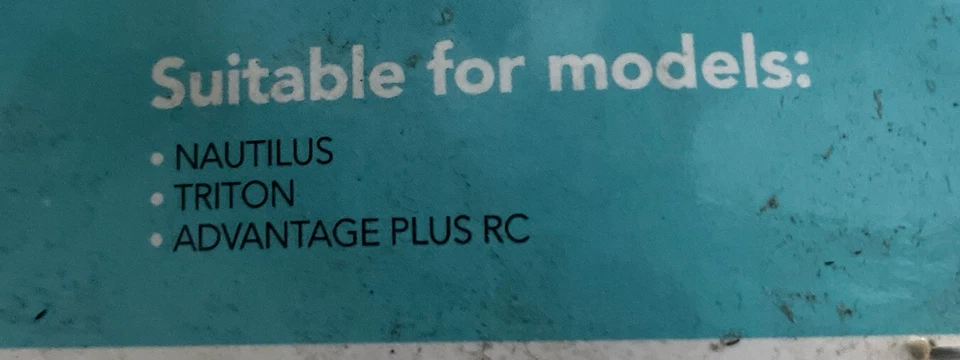 Suitable for models:
• NAUTILUS
• TRITON
• ADVANTAGE PLUS RC